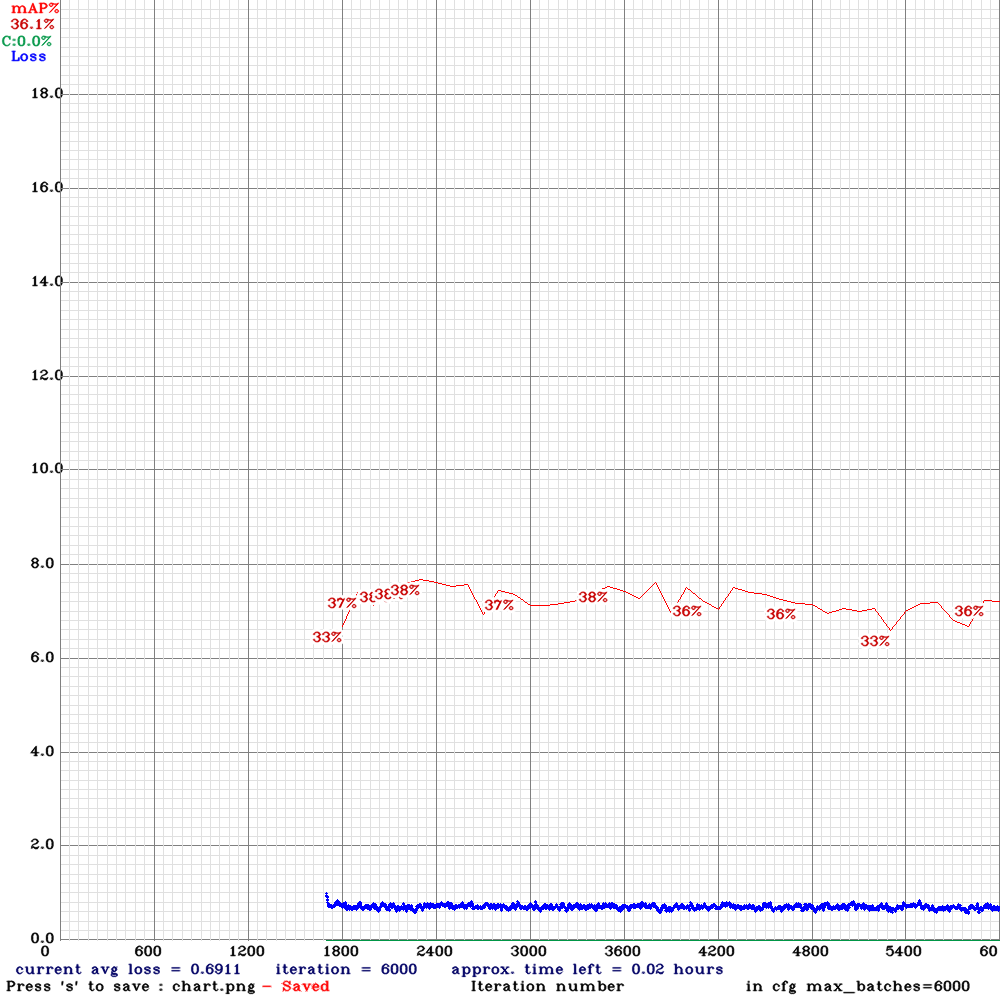 mAP%
36.1%
C:0.0%
Loss
18.0
16.0
14.0
12.0
10.0
8.0
37% 38 38 38% 37% 38% 36% 36% 36%
33% 33%
6.0
4.0
2.0
0.0
0 600 1200 1800 2400 3000 3600 4200 4800 5400 60
current avg loss = 0.6911 iteration = 6000 approx. time left = 0.02 hours
Press 's' to save : chart.png - Saved Iteration number in cfg max_batches=6000